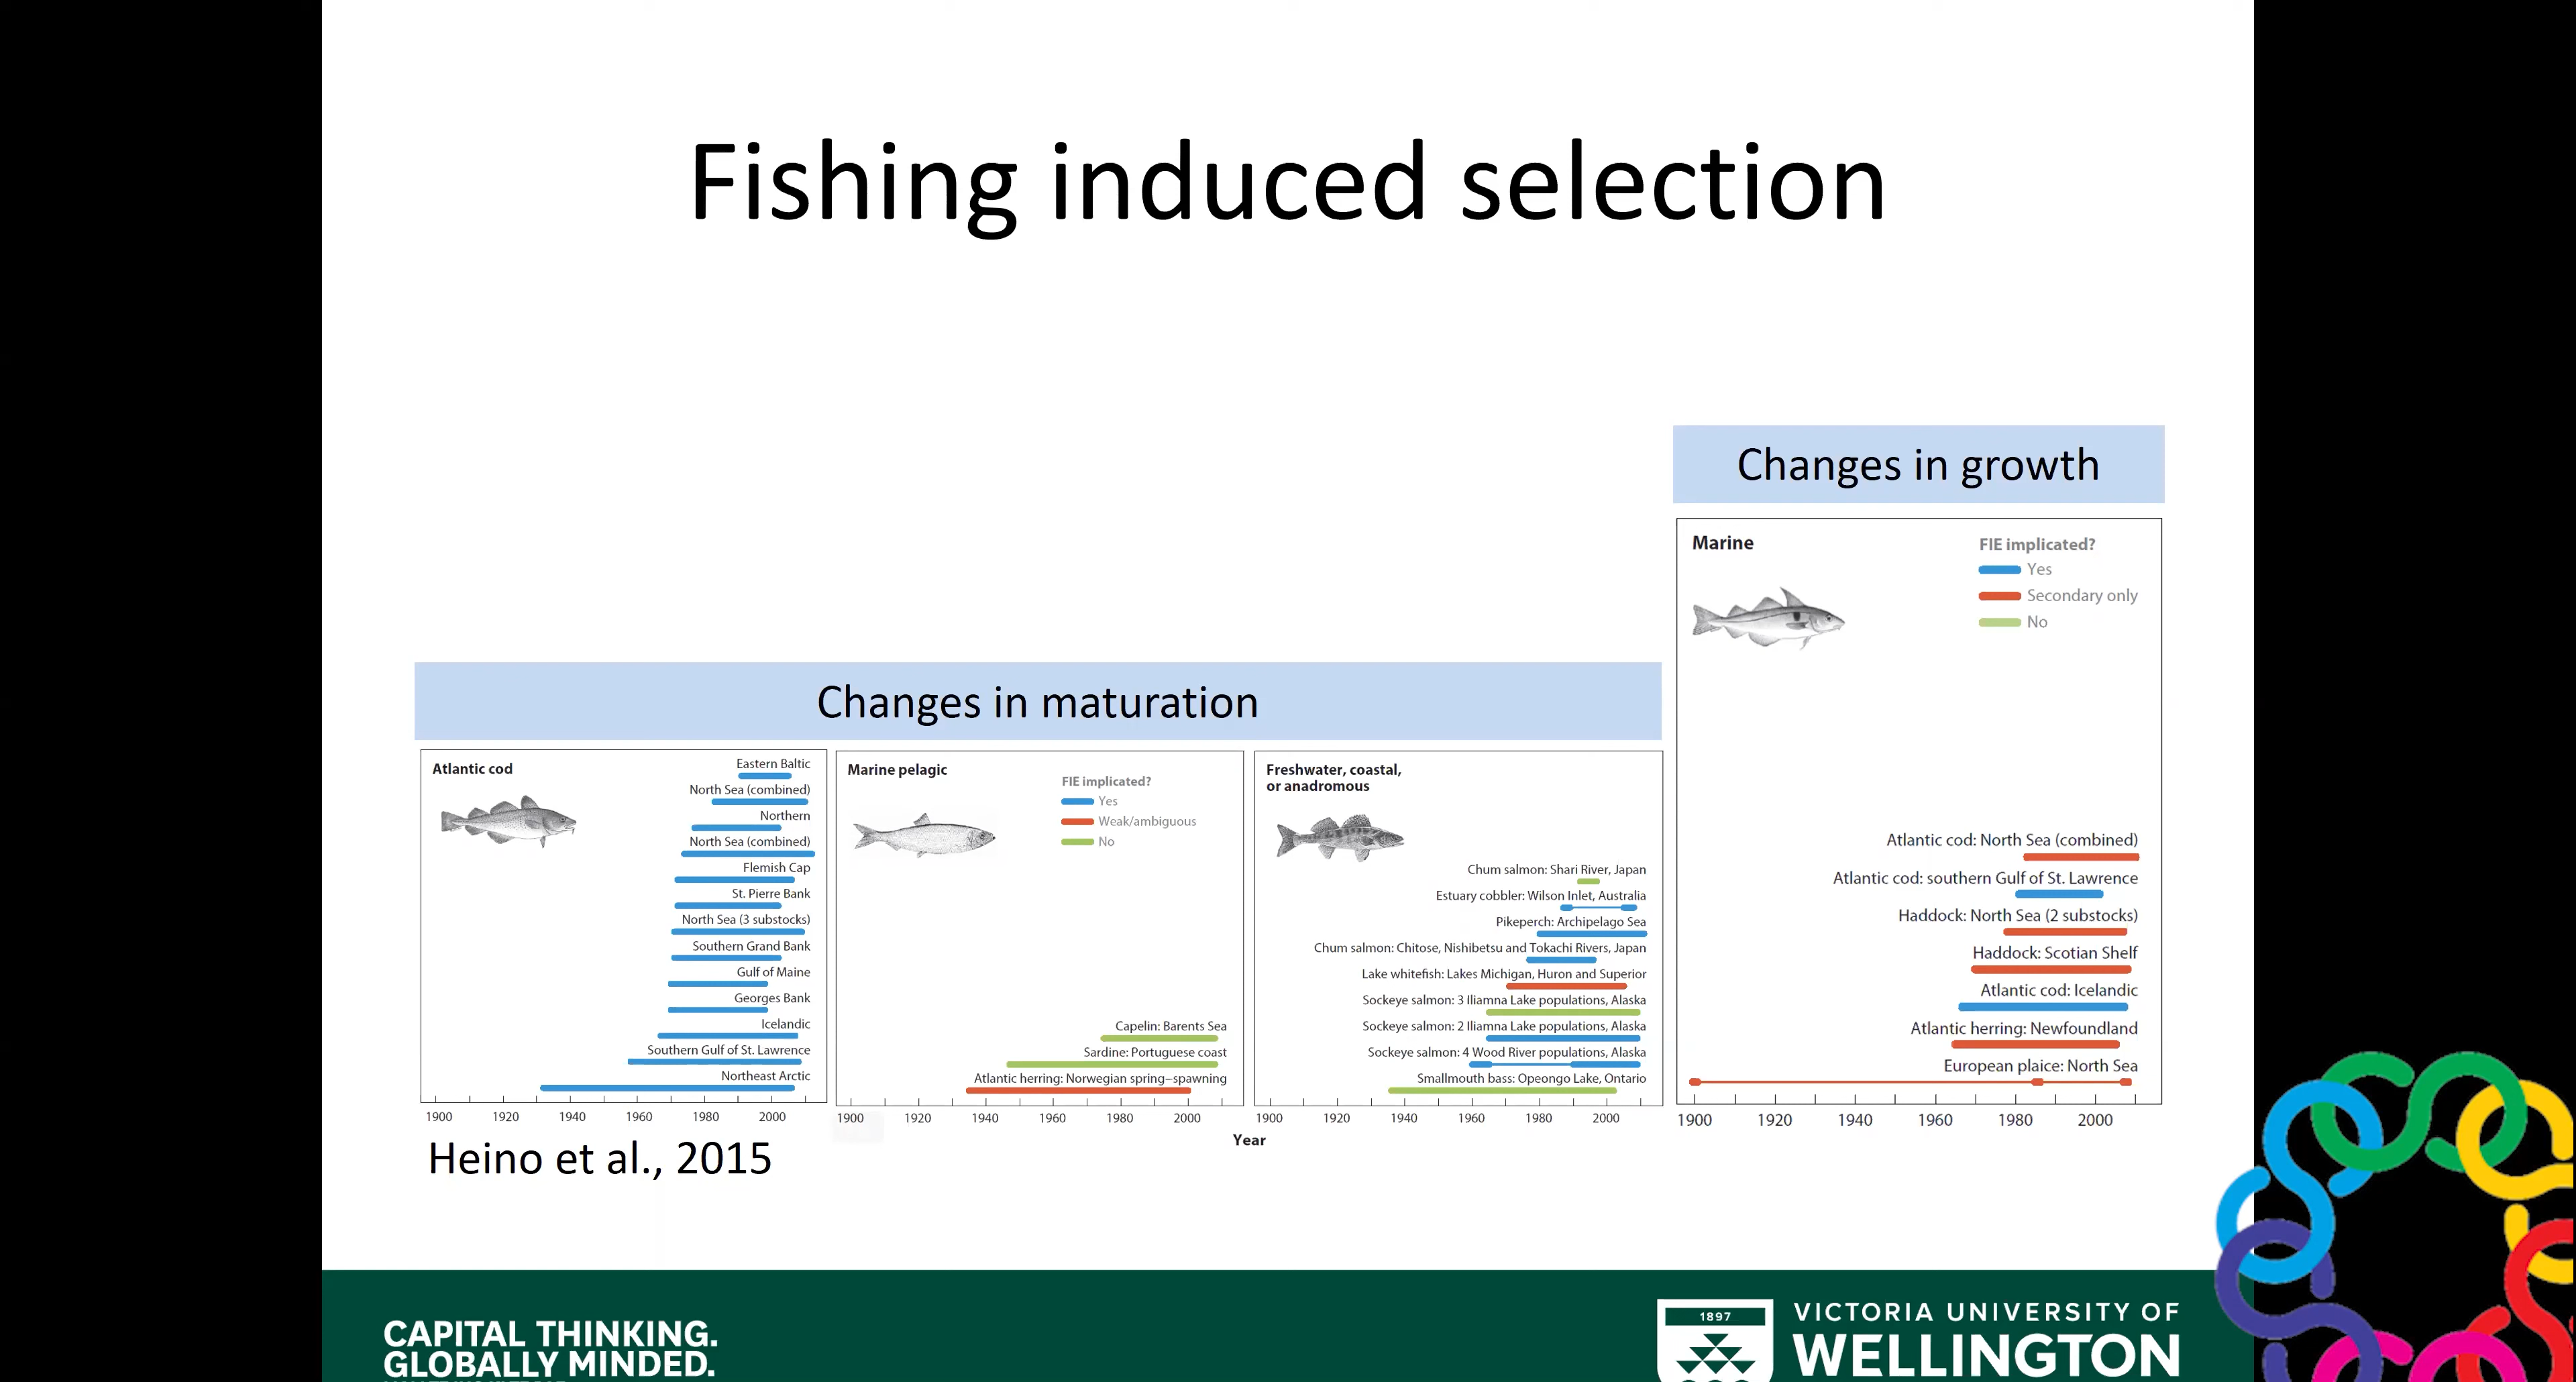 Fishing induced selection
Changes in growth
Marine
FIE implicated?
Yes
Secondary only
No
Atlantic cod: North Sea (combined)
Atlantic cod: southern Gulf of St. Lawrence
Haddock: North Sea (2 substocks)
Haddock: Scotian Shelf
Atlantic cod: Icelandic
Atlantic herring: Newfoundland
European plaice: North Sea
1900 1920 1940 1960 1980 2000
Changes in maturation
Atlantic cod
Eastern Baltic
North Sea (combined)
Northern
North Sea (combined)
Flemish Cap
St. Pierre Bank
North Sea (3 substocks)
Southern Grand Bank
Gulf of Maine
Georges Bank
Icelandic
Southern Gulf of St. Lawrence
Northeast Arctic
1900 1920 1940 1960 1980 2000
Marine pelagic
FIE implicated?
Yes
Weak/ambiguous
No
Capelin: Barents Sea
Sardine: Portuguese coast
Atlantic herring: Norwegian spring–spawning
1900 1920 1940 1960 1980 2000
Freshwater, coastal,
or anadromous
Chum salmon: Shari River, Japan
Estuary cobbler: Wilson Inlet, Australia
Pikeperch: Archipelago Sea
Chum salmon: Chitose, Nishibetsu and Tokachi Rivers, Japan
Lake whitefish: Lakes Michigan, Huron and Superior
Sockeye salmon: 3 Iliamna Lake populations, Alaska
Sockeye salmon: 2 Iliamna Lake populations, Alaska
Sockeye salmon: 4 Wood River populations, Alaska
Smallmouth bass: Opeongo Lake, Ontario
1900 1920 1940 1960 1980 2000
Year
Heino et al., 2015
CAPITAL THINKING.
GLOBALLY MINDED.
1897
VICTORIA UNIVERSITY OF
WELLINGTON